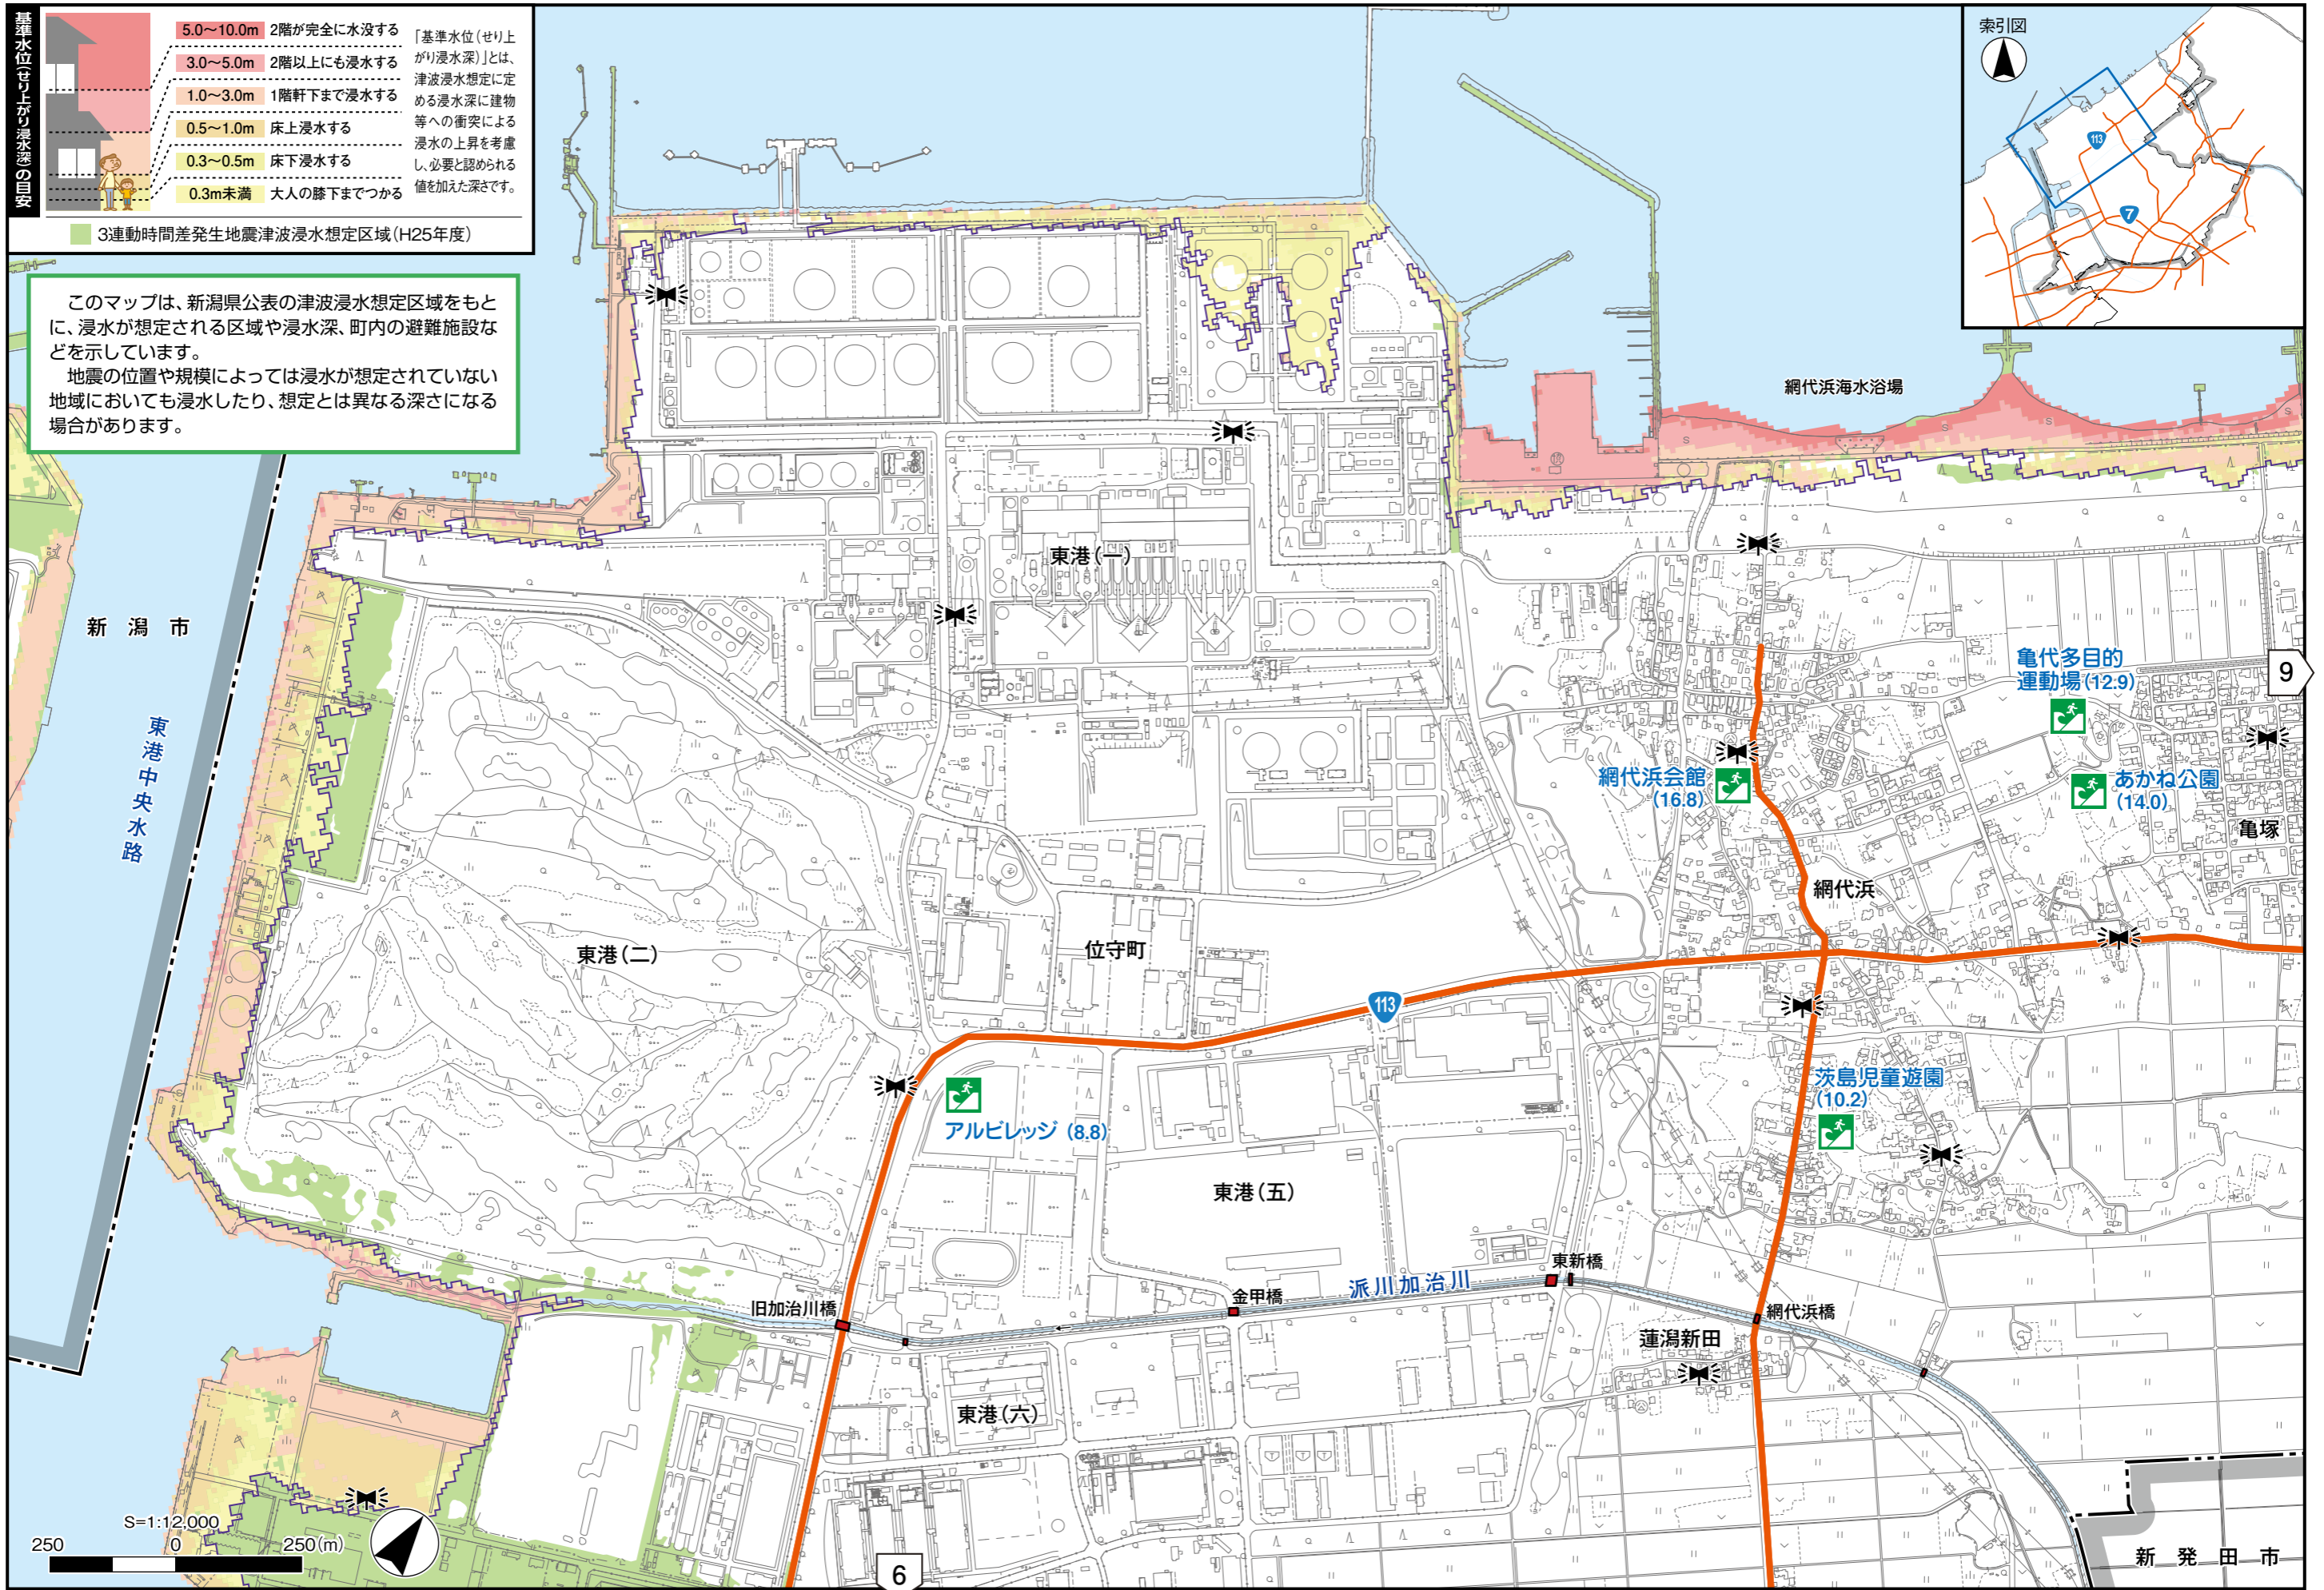 基準水位(せり上がり浸水深)の目安
5.0～10.0m 2階が完全に水没する
3.0～5.0m 2階以上にも浸水する
1.0～3.0m 1階軒下まで浸水する
0.5～1.0m 床上浸水する
0.3～0.5m 床下浸水する
0.3m未満 大人の膝下までつかる
「基準水位(せり上
がり浸水深)」とは、
津波浸水想定に定
める浸水深に建物
等への衝突による
浸水の上昇を考慮
し、必要と認められる
値を加えた深さです。
3連動時間差発生地震津波浸水想定区域(H25年度)
このマップは、新潟県公表の津波浸水想定区域をもと
に、浸水が想定される区域や浸水深、町内の避難施設な
どを示しています。
地震の位置や規模によっては浸水が想定されていない
地域においても浸水したり、想定とは異なる深さになる
場合があります。
索引図
113
7
網代浜海水浴場
東港(一)
新潟市
東港中央水路
亀代多目的
運動場(12.9)
9
網代浜会館
(16.8)
あかね公園
(14.0)
亀塚
網代浜
東港(二)
位守町
113
茨島児童遊園
(10.2)
アルビレッジ (8.8)
東港(五)
東新橋
派川加治川
金甲橋
旧加治川橋
網代浜橋
蓮潟新田
東港(六)
S=1:12,000
250 0 250(m)
6
新発田市